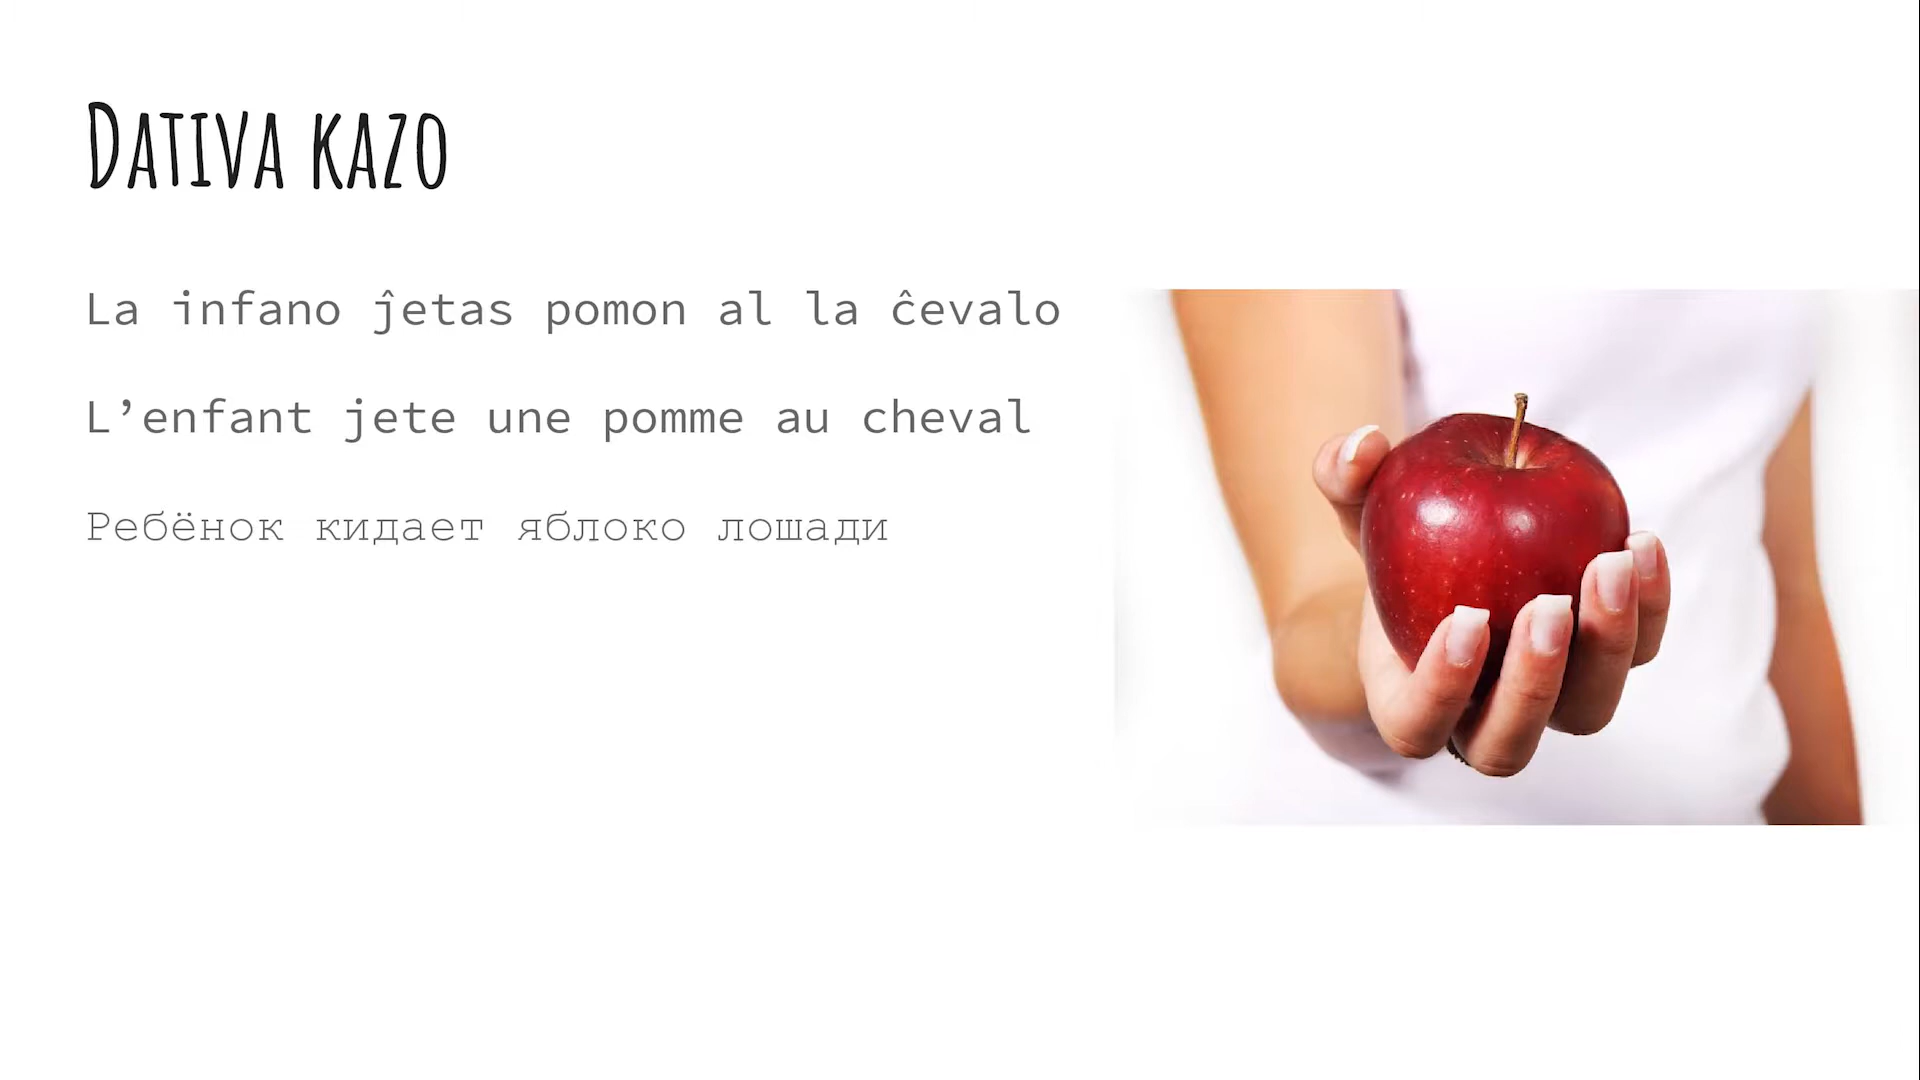 Dativa kazo
La infano ĵetas pomon al la ĉevalo
L’enfant jete une pomme au cheval
Ребёнок кидает яблоко лошади